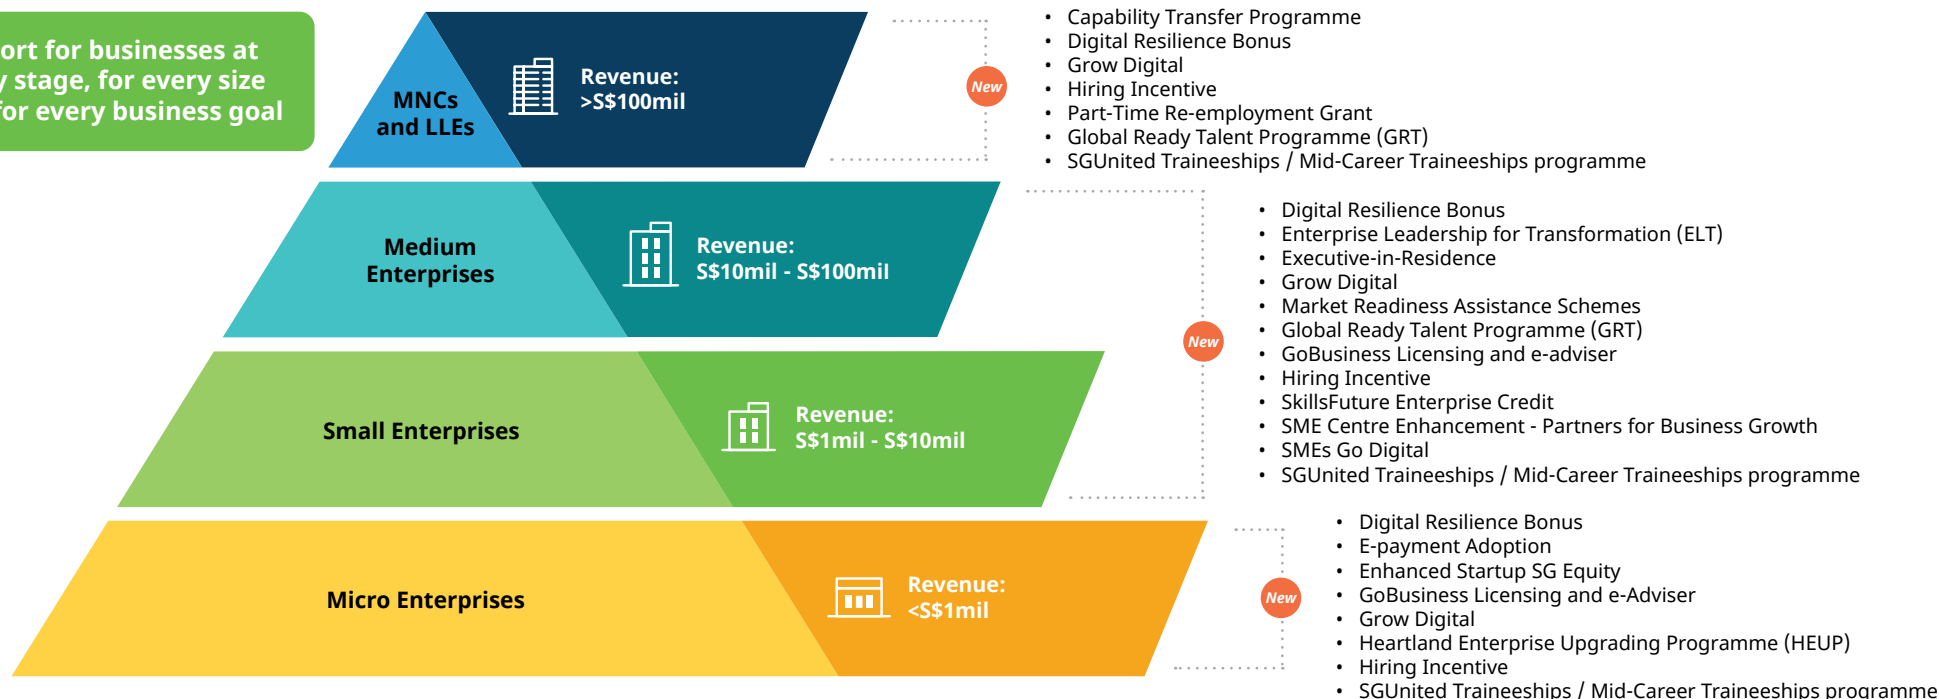 ort for businesses at
y stage, for every size
for every business goal
MNCs
and LLEs
Revenue:
>S$100mil
New
• Capability Transfer Programme
• Digital Resilience Bonus
• Grow Digital
• Hiring Incentive
• Part-Time Re-employment Grant
• Global Ready Talent Programme (GRT)
• SGUnited Traineeships / Mid-Career Traineeships programme
Medium
Enterprises
Revenue:
S$10mil - S$100mil
Small Enterprises
Revenue:
S$1mil - S$10mil
New
• Digital Resilience Bonus
• Enterprise Leadership for Transformation (ELT)
• Executive-in-Residence
• Grow Digital
• Market Readiness Assistance Schemes
• Global Ready Talent Programme (GRT)
• GoBusiness Licensing and e-adviser
• Hiring Incentive
• SkillsFuture Enterprise Credit
• SME Centre Enhancement - Partners for Business Growth
• SMEs Go Digital
• SGUnited Traineeships / Mid-Career Traineeships programme
Micro Enterprises
Revenue:
<S$1mil
New
• Digital Resilience Bonus
• E-payment Adoption
• Enhanced Startup SG Equity
• GoBusiness Licensing and e-Adviser
• Grow Digital
• Heartland Enterprise Upgrading Programme (HEUP)
• Hiring Incentive
• SGUnited Traineeships / Mid-Career Traineeships programme